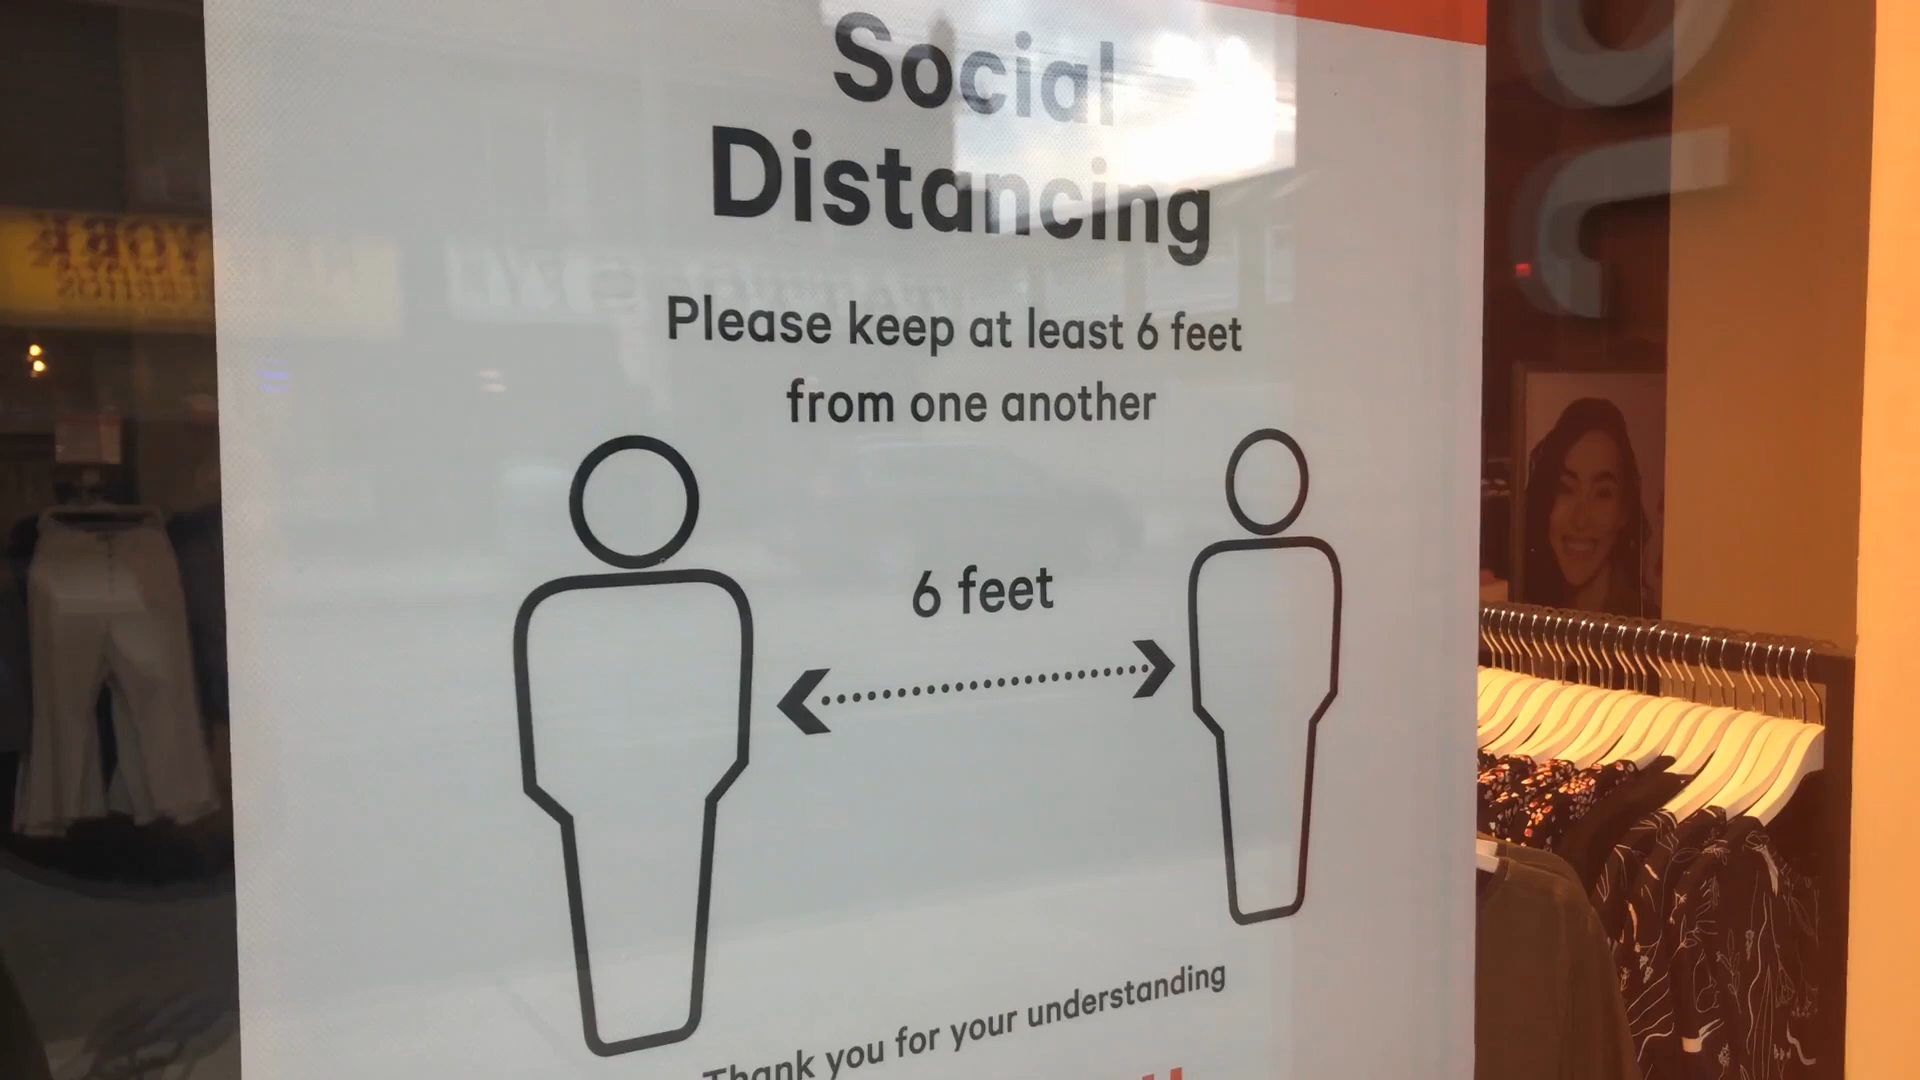 Social
Distancing
Please keep at least 6 feet
from one another
6 feet
Thank you for your understanding